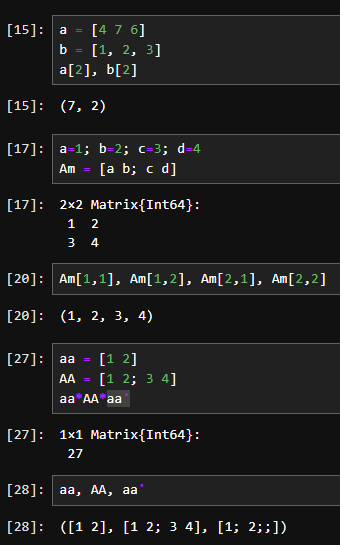 [15]: a = [4 7 6]
b = [1, 2, 3]
a[2], b[2]
[15]: (7, 2)
[17]: a=1; b=2; c=3; d=4
Am = [a b; c d]
[17]: 2×2 Matrix{Int64}:
1 2
3 4
[20]: Am[1,1], Am[1,2], Am[2,1], Am[2,2]
[20]: (1, 2, 3, 4)
[27]: aa = [1 2]
AA = [1 2; 3 4]
aa*AA*aa'
[27]: 1×1 Matrix{Int64}:
27
[28]: aa, AA, aa'
[28]: ([1 2], [1 2; 3 4], [1; 2;;])